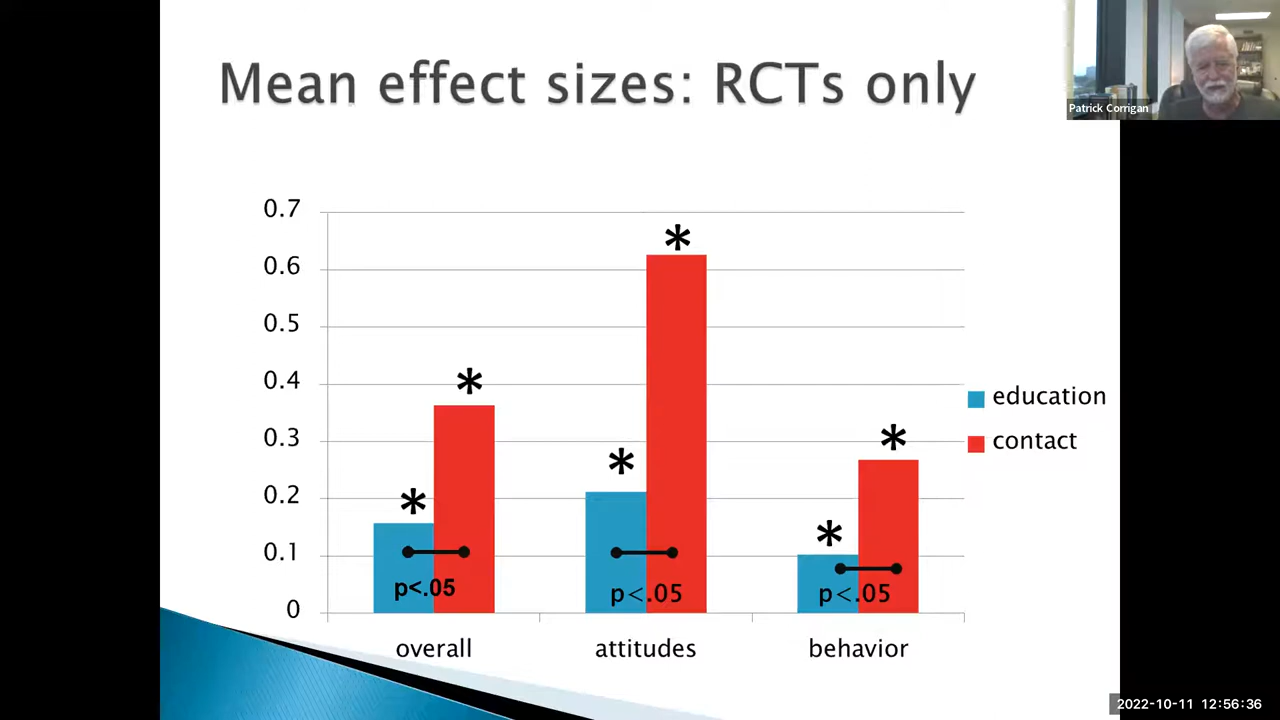 Mean effect sizes: RCTs only
Patrick Corrigan
0.7
0.6
0.5
0.4
0.3
0.2
0.1
0
*
*
*
*
*
*
p<.05
p<.05
p<.05
overall
attitudes
behavior
education
contact
2022-10-11 12:56:36